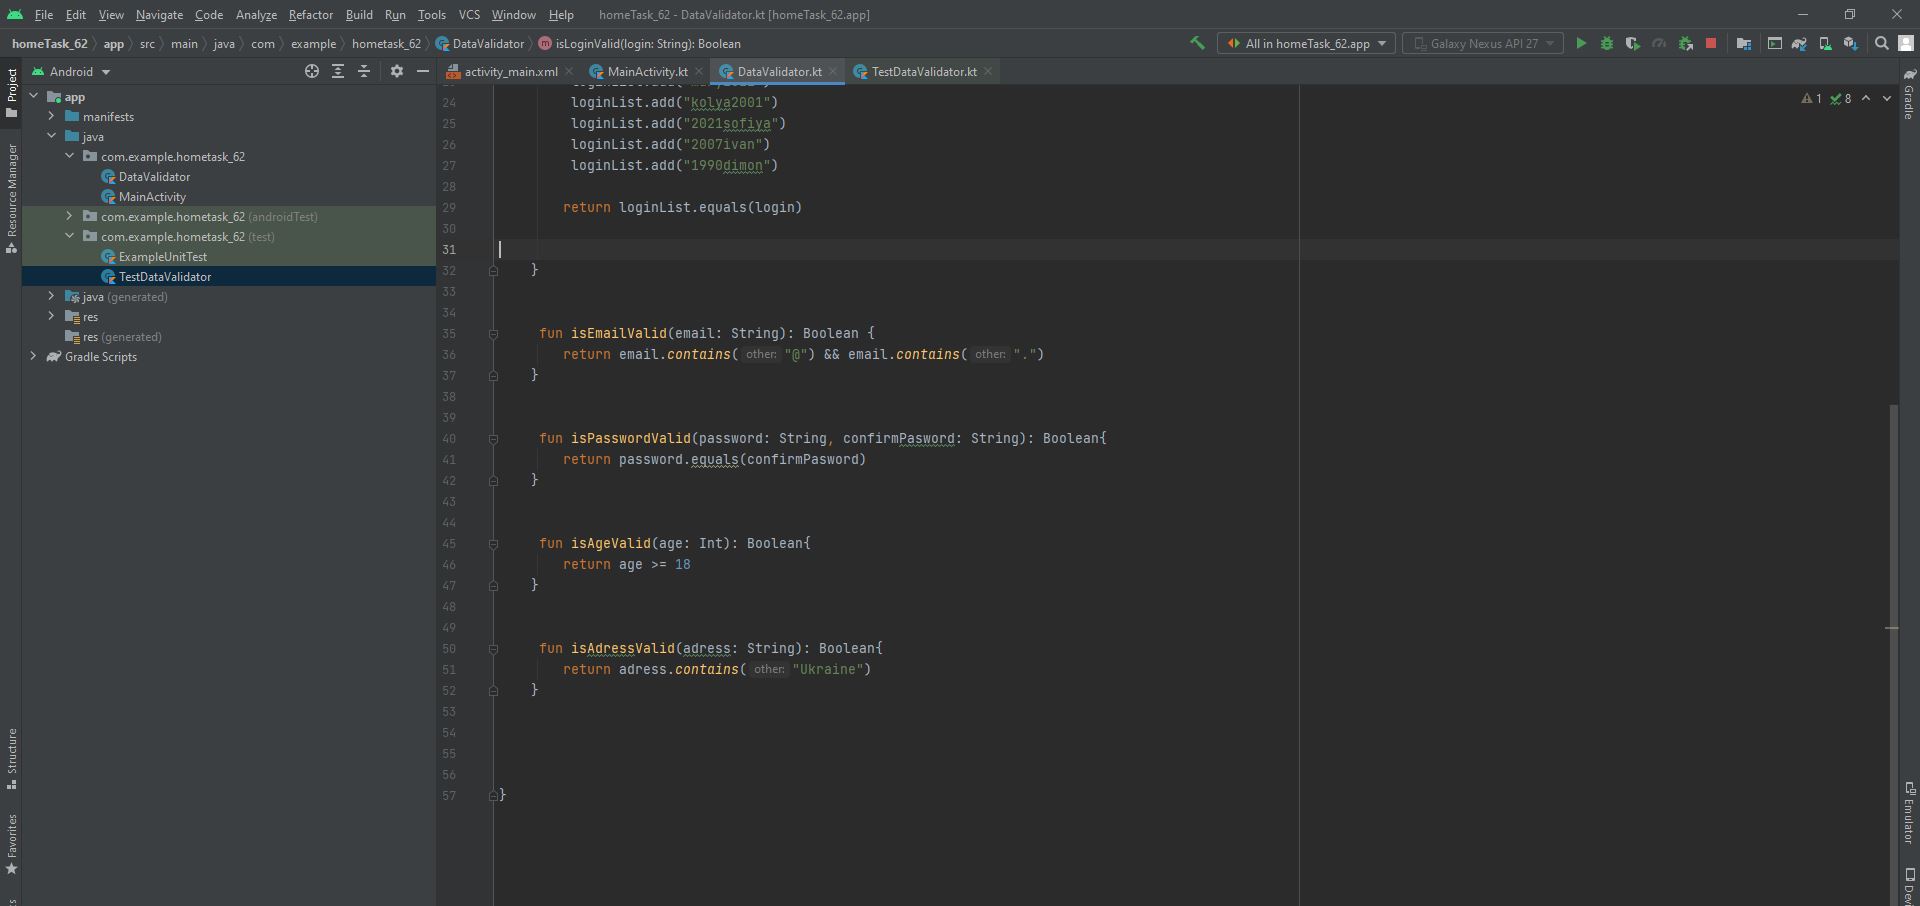 File Edit View Navigate Code Analyze Refactor Build Run Tools VCS Window Help homeTask_62 - DataValidator.kt [homeTask_62.app]
homeTask_62 app src main java com example hometask_62 DataValidator isLoginValid(login: String): Boolean All in homeTask_62.app Galaxy Nexus API 27
Project
Resource Manager
Structure
Favorites
Android
app
manifests
java
com.example.hometask_62
DataValidator
MainActivity
com.example.hometask_62 (androidTest)
com.example.hometask_62 (test)
ExampleUnitTest
TestDataValidator
java (generated)
res
res (generated)
Gradle Scripts
activity_main.xml MainActivity.kt DataValidator.kt TestDataValidator.kt
1 8
24 loginList.add("kolya2001")
25 loginList.add("2021sofiya")
26 loginList.add("2007ivan")
27 loginList.add("1990dimon")
28
29 return loginList.equals(login)
30
31
32 }
33
34
35 fun isEmailValid(email: String): Boolean {
36 return email.contains( other: "@") && email.contains( other: ".")
37 }
38
39
40 fun isPasswordValid(password: String, confirmPasword: String): Boolean{
41 return password.equals(confirmPasword)
42 }
43
44
45 fun isAgeValid(age: Int): Boolean{
46 return age >= 18
47 }
48
49
50 fun isAdressValid(adress: String): Boolean{
51 return adress.contains( other: "Ukraine")
52 }
53
54
55
56
57 }
Gradle
Emulator